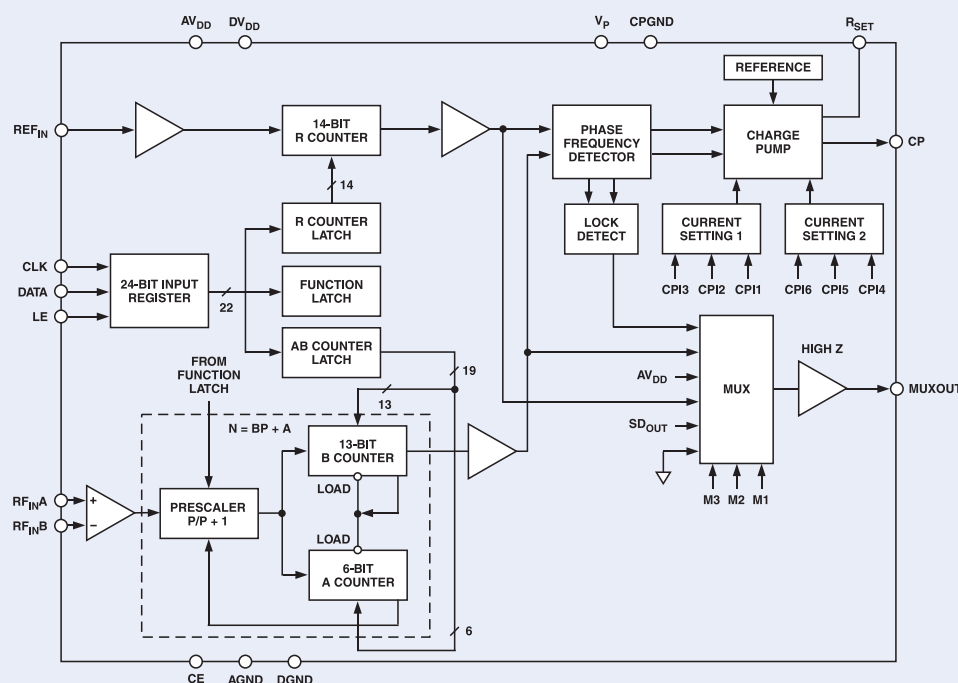 AVDD
DVDD
VP
CPGND
RSET
REFERENCE
REFIN
14-BIT
R COUNTER
PHASE
FREQUENCY
DETECTOR
CHARGE
PUMP
CP
14
R COUNTER
LATCH
LOCK
DETECT
CURRENT
SETTING 1
CURRENT
SETTING 2
CLK
DATA
LE
24-BIT INPUT
REGISTER
22
FUNCTION
LATCH
CPI3
CPI2
CPI1
CPI6
CPI5
CPI4
AB COUNTER
LATCH
FROM
FUNCTION
LATCH
19
13
HIGH Z
AVDD
MUX
MUXOUT
SDOUT
N = BP + A
13-BIT
B COUNTER
LOAD
M3
M2
M1
RFINA
RFINB
+
–
PRESCALER
P/P + 1
LOAD
6-BIT
A COUNTER
6
CE
AGND
DGND